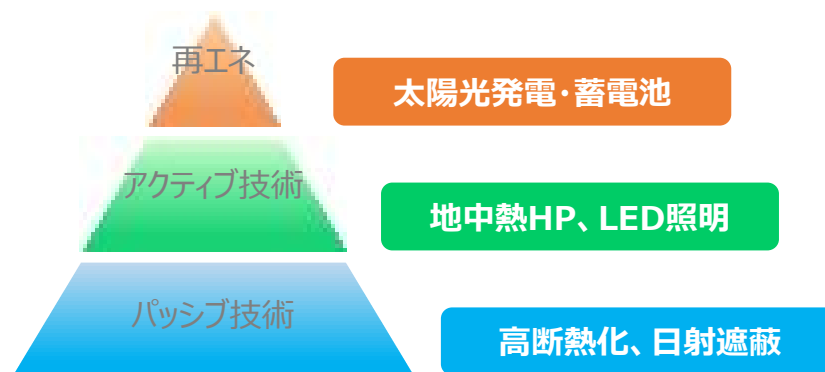 再エネ
太陽光発電・蓄電池
アクティブ技術
地中熱HP、LED照明
パッシブ技術
高断熱化、日射遮蔽